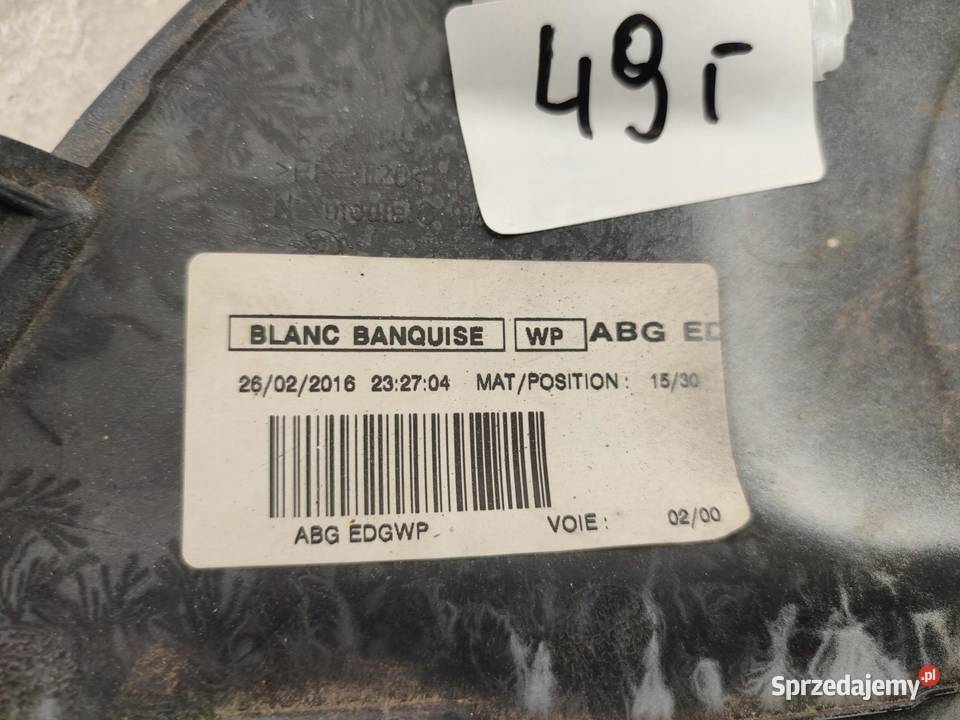 49,-
BLANC BANQUISE WP ABG ED
26/02/2016 23:27:04 MAT/POSITION: 15/30
ABG EDGWP
VOIE: 02/00
Sprzedajemy.pl